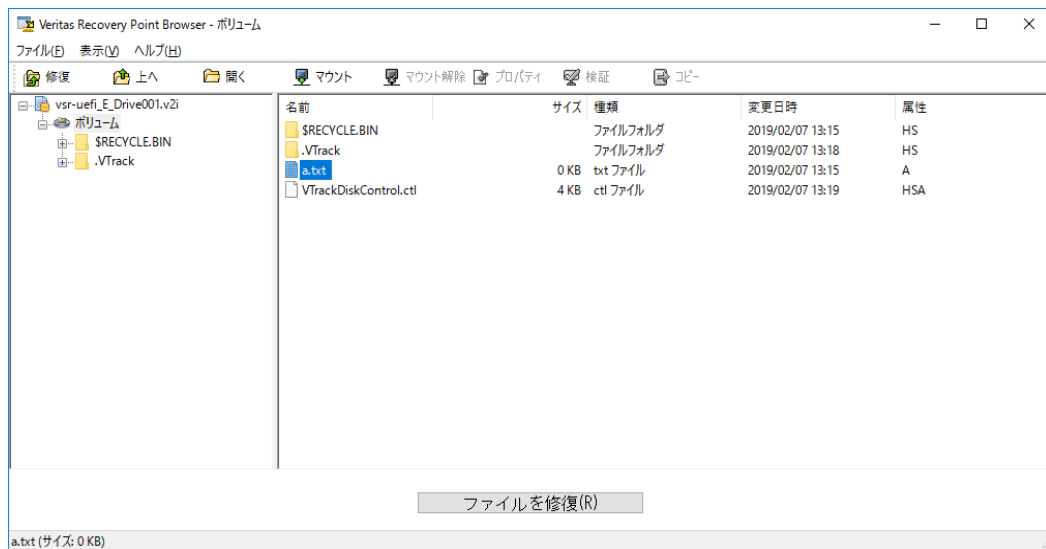 Veritas Recovery Point Browser - ボリューム
ファイル(F) 表示(V) ヘルプ(H)
修復 上へ 開く マウント マウント解除 プロパティ 検証 コピー
vsr-uefi_E_Drive001.v2i
ボリューム
$RECYCLE.BIN
.VTrack
名前 サイズ 種類 変更日時 属性
$RECYCLE.BIN ファイルフォルダ 2019/02/07 13:15 HS
.VTrack ファイルフォルダ 2019/02/07 13:18 HS
a.txt 0 KB txt ファイル 2019/02/07 13:15 A
VTrackDiskControl.ctl 4 KB ctl ファイル 2019/02/07 13:19 HSA
ファイルを修復(R)
a.txt (サイズ: 0 KB)